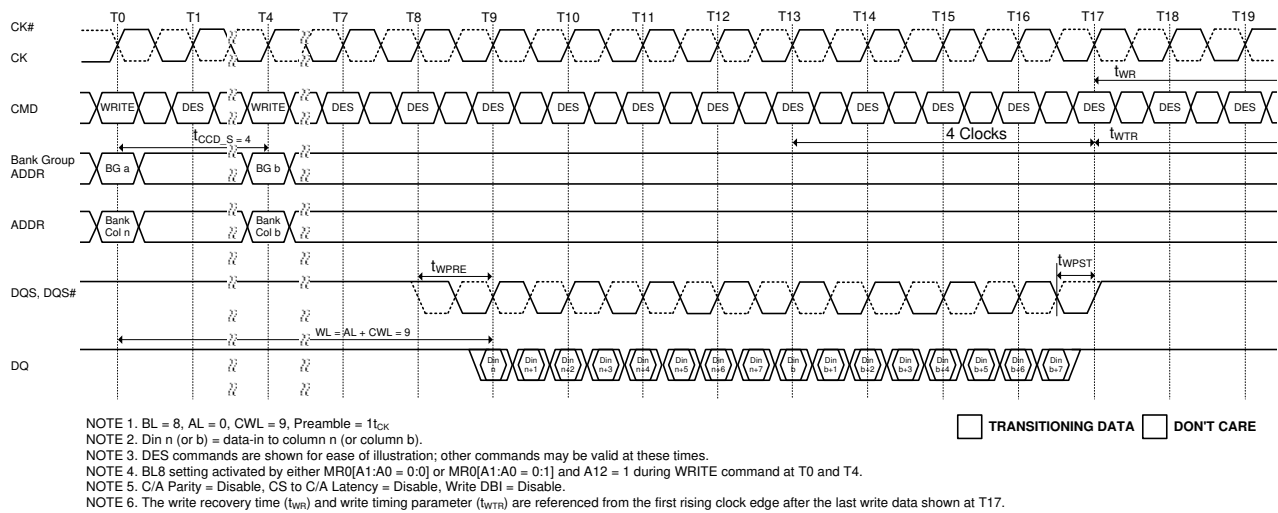 T0 T1 T4 T7 T8 T9 T10 T11 T12 T13 T14 T15 T16 T17 T18 T19
CK#
CK
tWR
CMD WRITE DES WRITE DES DES DES DES DES DES DES DES DES DES DES DES DES
tCCD_S = 4 4 Clocks tWTR
Bank Group
ADDR
BG a BG b
ADDR
Bank
Col n
Bank
Col b
tWPRE tWPST
DQS, DQS#
WL = AL + CWL = 9
DQ
Din
n
Din
n+1
Din
n+2
Din
n+3
Din
n+4
Din
n+5
Din
n+6
Din
n+7
Din
b
Din
b+1
Din
b+2
Din
b+3
Din
b+4
Din
b+5
Din
b+6
Din
b+7
NOTE 1. BL = 8, AL = 0, CWL = 9, Preamble = 1tCK
NOTE 2. Din n (or b) = data-in to column n (or column b).
NOTE 3. DES commands are shown for ease of illustration; other commands may be valid at these times.
NOTE 4. BL8 setting activated by either MR0[A1:A0 = 0:0] or MR0[A1:A0 = 0:1] and A12 = 1 during WRITE command at T0 and T4.
NOTE 5. C/A Parity = Disable, CS to C/A Latency = Disable, Write DBI = Disable.
NOTE 6. The write recovery time (tWR) and write timing parameter (tWTR) are referenced from the first rising clock edge after the last write data shown at T17.
TRANSITIONING DATA DON'T CARE